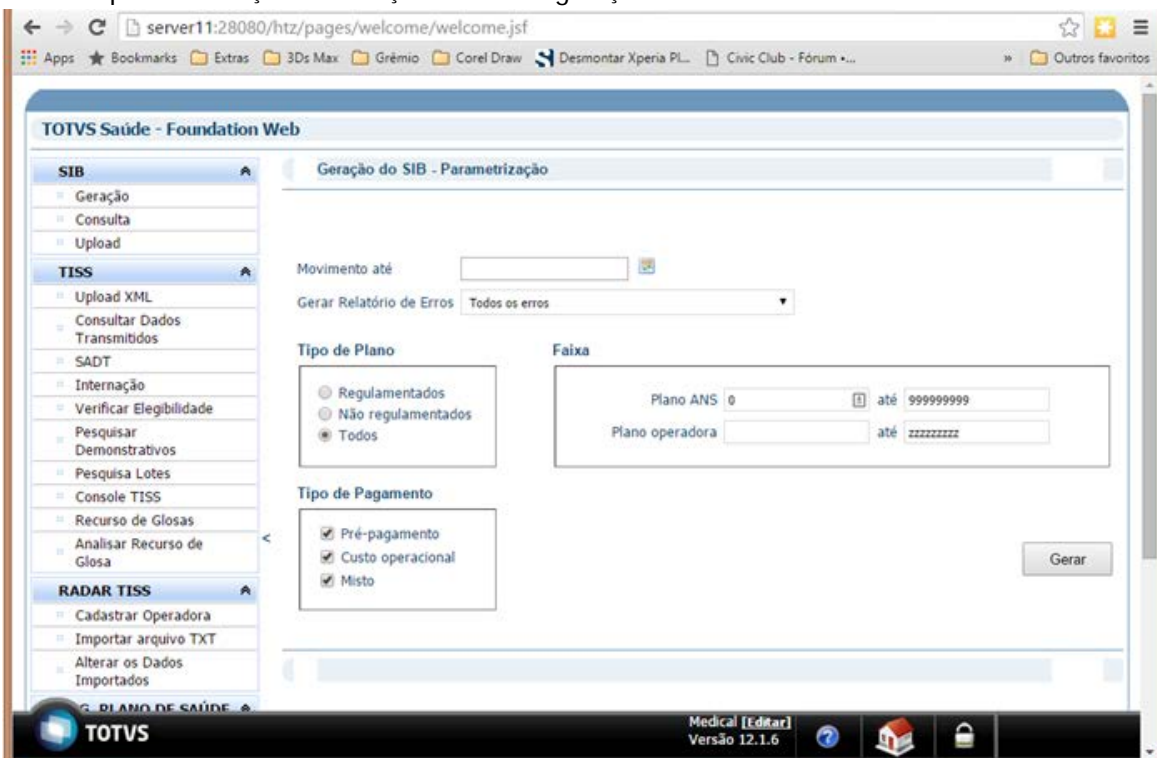 server11:28080/htz/pages/welcome/welcome.jsf
Apps Bookmarks Extras 3Ds Max Grêmio Corel Draw Desmontar Xperia Pl... Civic Club - Fórum •... » Outros favoritos
TOTVS Saúde - Foundation Web
SIB
Geração
Consulta
Upload
TISS
Upload XML
Consultar Dados
Transmitidos
SADT
Internação
Verificar Elegibilidade
Pesquisar
Demonstrativos
Pesquisa Lotes
Console TISS
Recurso de Glosas
Analisar Recurso de
Glosa
RADAR TISS
Cadastrar Operadora
Importar arquivo TXT
Alterar os Dados
Importados
PLANO DE SAÚDE
<
Geração do SIB - Parametrização
Movimento até
Gerar Relatório de Erros Todos os erros
Tipo de Plano
Regulamentados
Não regulamentados
Todos
Faixa
Plano ANS 0 até 999999999
Plano operadora até zzzzzzzzz
Tipo de Pagamento
Pré-pagamento
Custo operacional
Misto
Gerar
TOTVS
Medical [Editar]
Versão 12.1.6